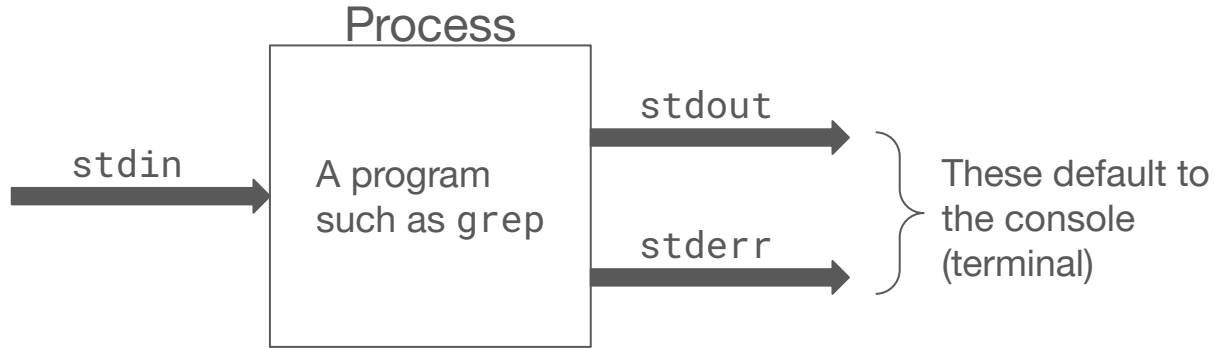 Process
stdin
A program
such as grep
stdout
stderr
These default to
the console
(terminal)